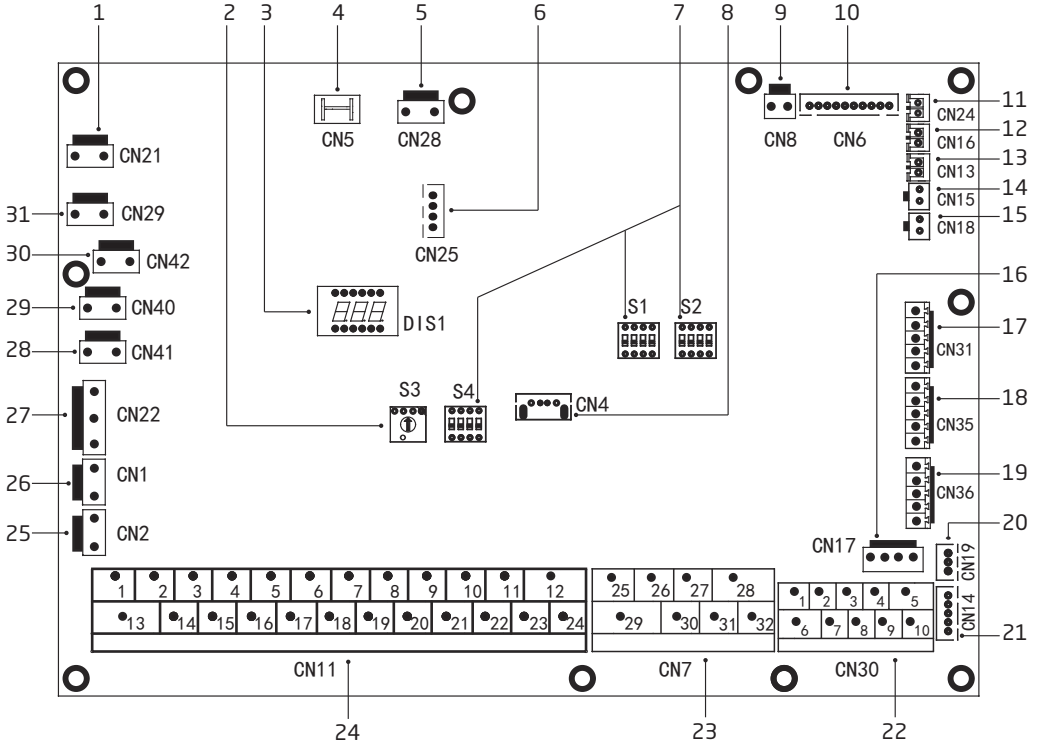 1 2 3 4 5 6 7 8 9 10
CN5 CN28 CN8 CN6 CN24 11
CN16 12
CN21 CN13 13
CN15 14
31 CN29 CN18 15
CN25
30 CN42 16
29 CN40 DIS1 S1 S2 17
28 CN41 CN31
S3 S4 CN4 8
CN35 18
27 CN22
26 CN1 CN36 19
25 CN2 CN17 CN19 20
1 2 3 4 5 6 7 8 9 10 11 12 25 26 27 28 1 2 3 4 5 CN14
13 14 15 16 17 18 19 20 21 22 23 24 29 30 31 32 6 7 8 9 10 21
CN11 CN7 CN30
24 23 22